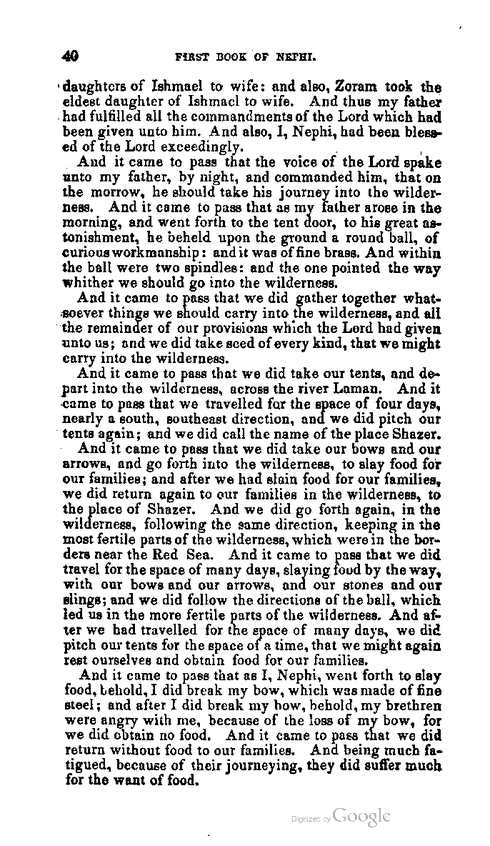 40 FIRST BOOK OF NEPHI.
daughters of Ishmael to wife: and also, Zoram took the
eldest daughter of Ishmael to wife. And thus my father
had fulfilled all the commandments of the Lord which had
been given unto him. And also, I, Nephi, had been bless-
ed of the Lord exceedingly.
And it came to pass that the voice of the Lord spake
unto my father, by night, and commanded him, that on
the morrow, he should take his journey into the wilder-
ness. And it came to pass that as my father arose in the
morning, and went forth to the tent door, to his great as-
tonishment, he beheld upon the ground a round ball, of
curious workmanship: and it was of fine brass. And within
the ball were two spindles: and the one pointed the way
whither we should go into the wilderness.
And it came to pass that we did gather together what-
soever things we should carry into the wilderness, and all
the remainder of our provisions which the Lord had given
unto us; and we did take seed of every kind, that we might
carry into the wilderness.
And it came to pass that we did take our tents, and de-
part into the wilderness, across the river Laman. And it
came to pass that we travelled for the space of four days,
nearly a south, southeast direction, and we did pitch our
tents again; and we did call the name of the place Shazer.
And it came to pass that we did take our bows and our
arrows, and go forth into the wilderness, to slay food for
our families; and after we had slain food for our families,
we did return again to our families in the wilderness, to
the place of Shazer. And we did go forth again, in the
wilderness, following the same direction, keeping in the
most fertile parts of the wilderness, which were in the bor-
ders near the Red Sea. And it came to pass that we did
travel for the space of many days, slaying food by the way,
with our bows and our arrows, and our stones and our
slings; and we did follow the directions of the ball, which
led us in the more fertile parts of the wilderness. And af-
ter we had travelled for the space of many days, we did
pitch our tents for the space of a time, that we might again
rest ourselves and obtain food for our families.
And it came to pass that as I, Nephi, went forth to slay
food, behold, I did break my bow, which was made of fine
steel; and after I did break my bow, behold, my brethren
were angry with me, because of the loss of my bow, for
we did obtain no food. And it came to pass that we did
return without food to our families. And being much fa-
tigued, because of their journeying, they did suffer much
for the want of food.
Digitized by Google